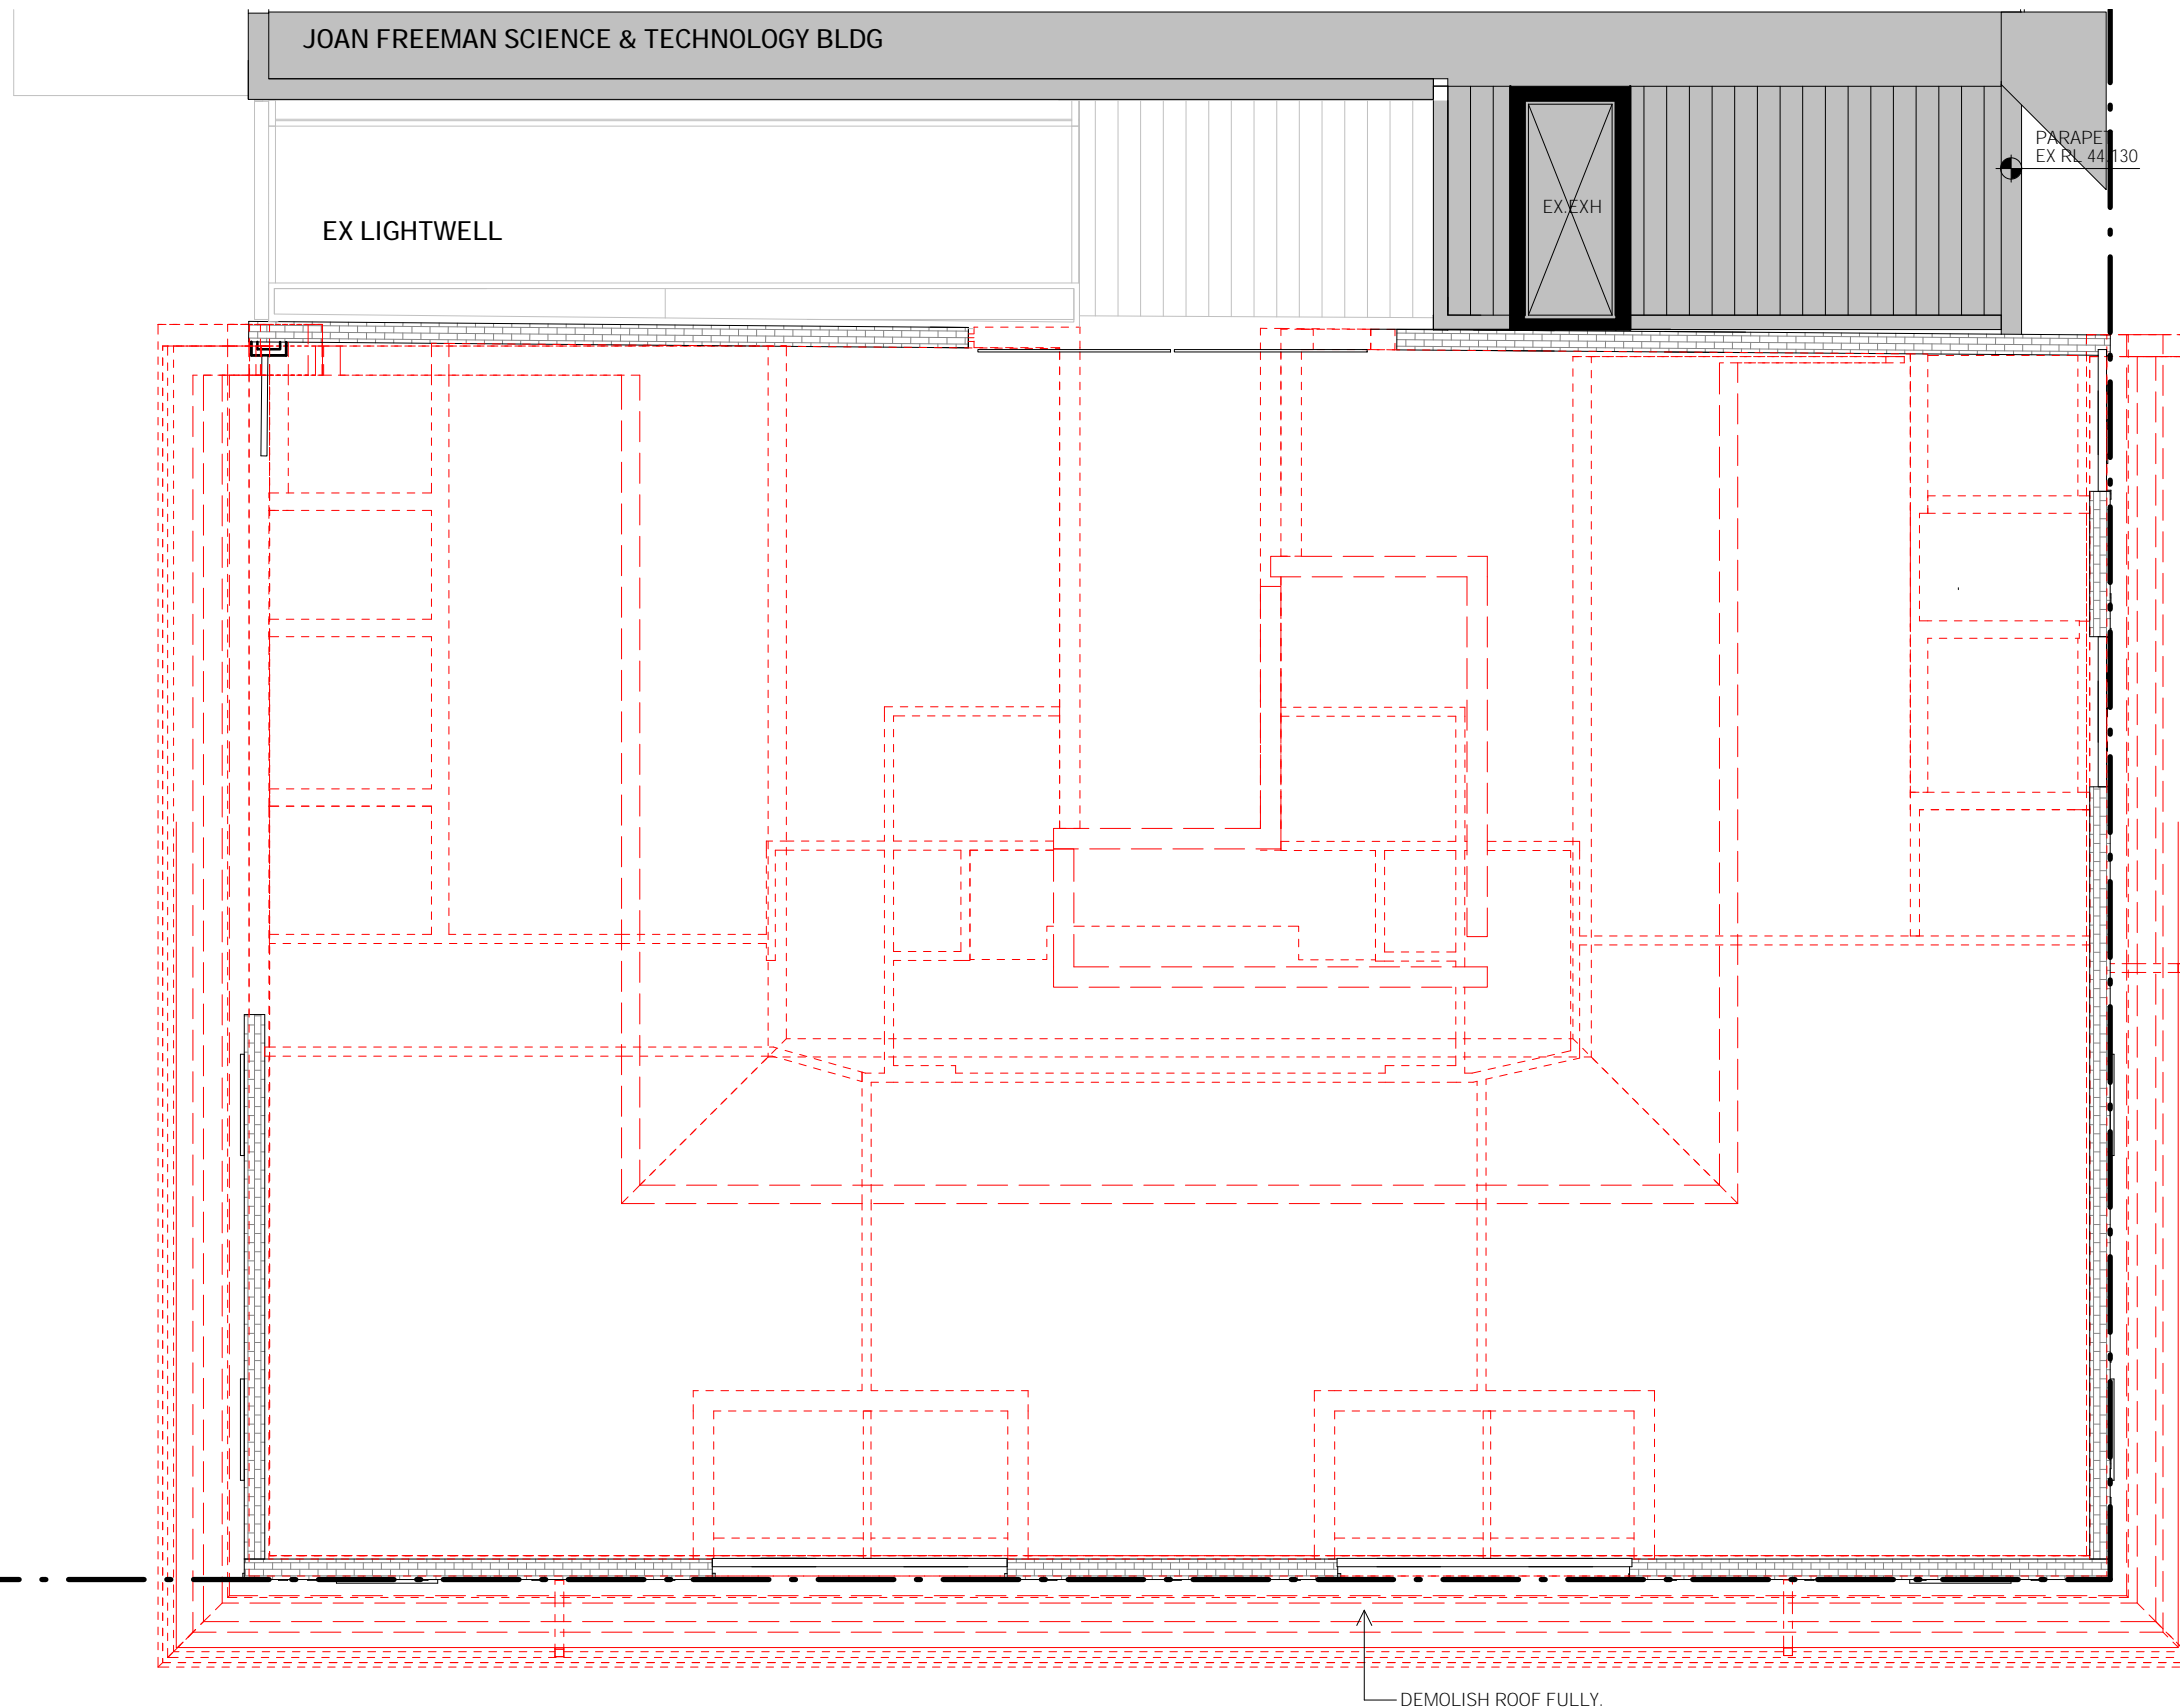 JOAN FREEMAN SCIENCE & TECHNOLOGY BLDG
PARAPET
EX RL 44.130
EX.EXH
EX LIGHTWELL
DEMOLISH ROOF FULLY.